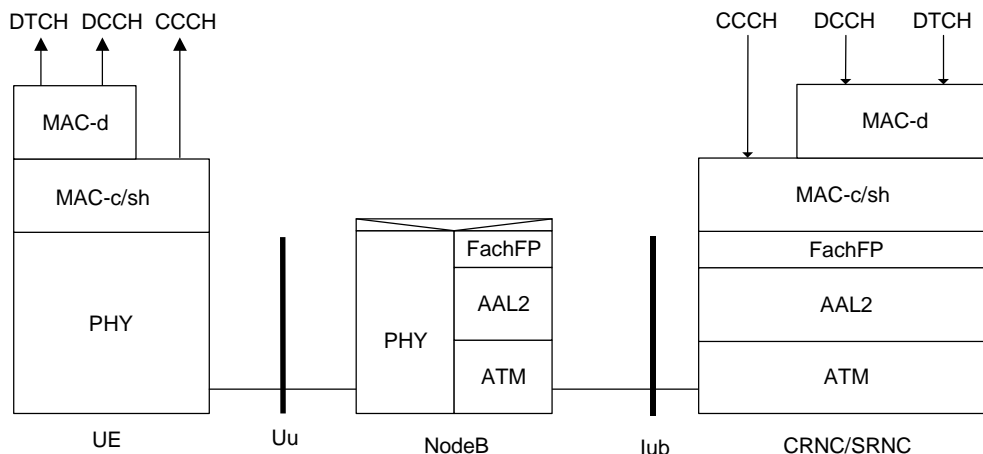 DTCH DCCH CCCH
CCCH DCCH DTCH
MAC-d
MAC-d
MAC-c/sh
MAC-c/sh
FachFP
FachFP
PHY
PHY
AAL2
AAL2
ATM
ATM
UE
Uu
NodeB
Iub
CRNC/SRNC